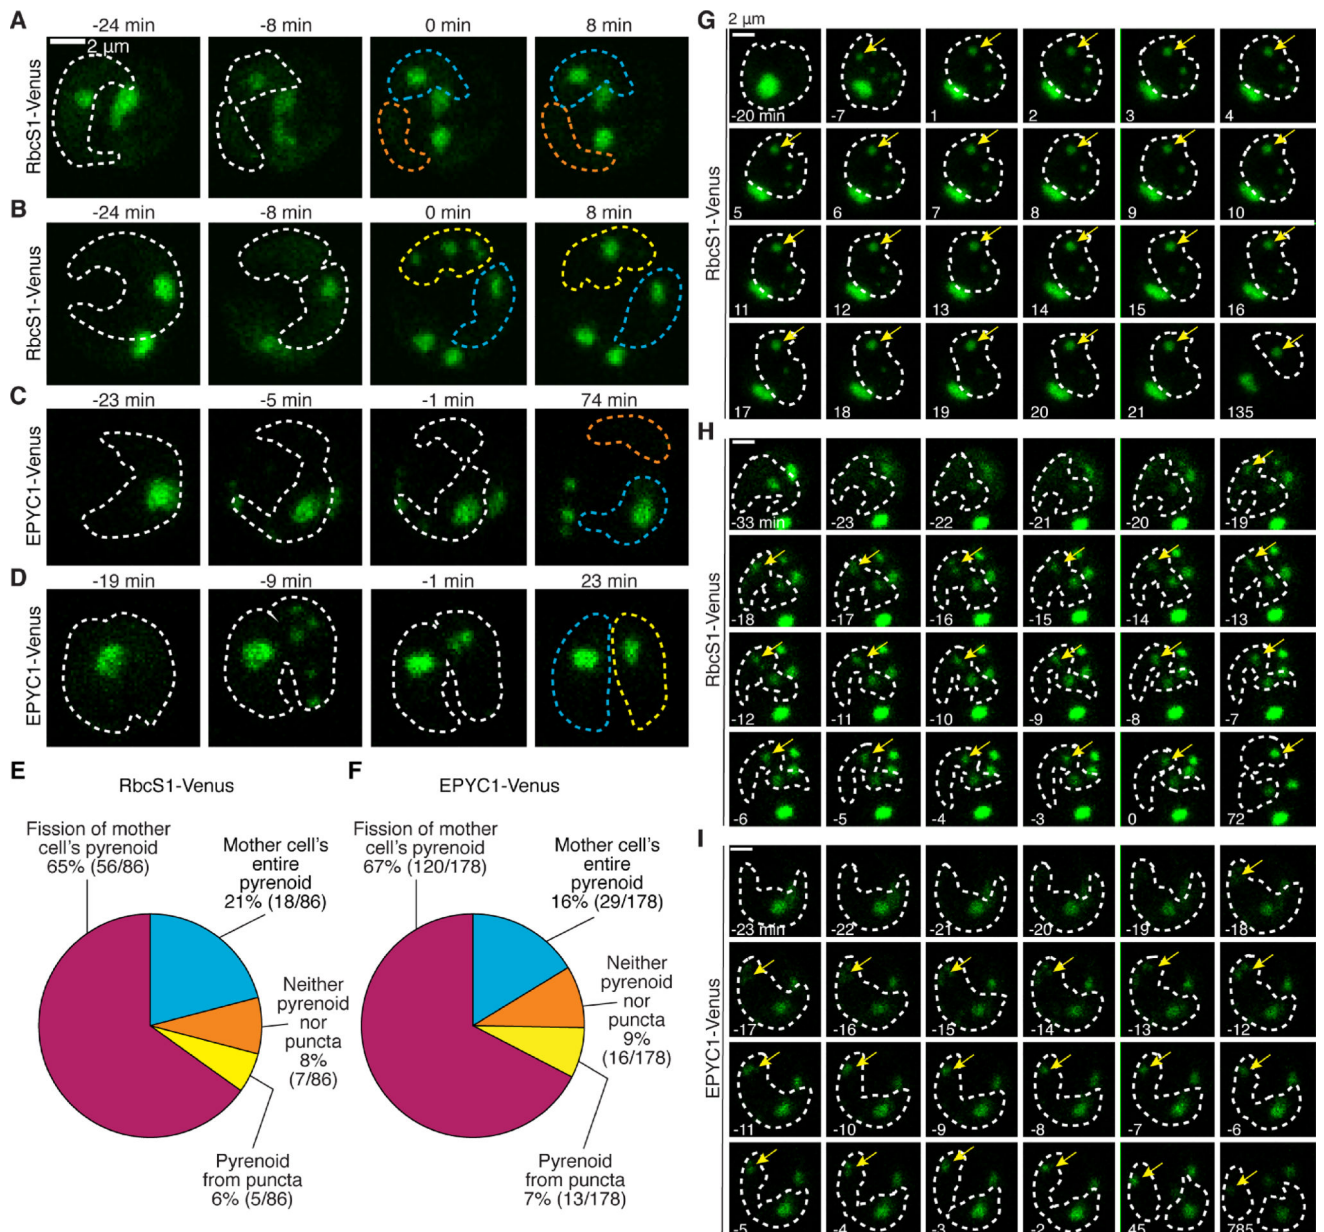 A
-24 min
-8 min
0 min
8 min
2 µm
RbcS1-Venus
B
-24 min
-8 min
0 min
8 min
RbcS1-Venus
C
-23 min
-5 min
-1 min
74 min
EPYC1-Venus
D
-19 min
-9 min
-1 min
23 min
EPYC1-Venus
E
RbcS1-Venus
Fission of mother
cell's pyrenoid
65% (56/86)
Mother cell's
entire
pyrenoid
21% (18/86)
Neither
pyrenoid
nor
puncta
8%
(7/86)
Pyrenoid
from puncta
6% (5/86)
F
EPYC1-Venus
Fission of mother
cell's pyrenoid
67% (120/178)
Mother cell's
entire
pyrenoid
16% (29/178)
Neither
pyrenoid
nor
puncta
9%
(16/178)
Pyrenoid
from puncta
7% (13/178)
G
2 µm
RbcS1-Venus
-20 min
-7
1
2
3
4
5
6
7
8
9
10
11
12
13
14
15
16
17
18
19
20
21
135
H
RbcS1-Venus
-33 min
-23
-22
-21
-20
-19
-18
-17
-16
-15
-14
-13
-12
-11
-10
-9
-8
-7
-6
-5
-4
-3
0
72
I
EPYC1-Venus
-23 min
-22
-21
-20
-19
-18
-17
-16
-15
-14
-13
-12
-11
-10
-9
-8
-7
-6
-5
-4
-3
-2
45
785